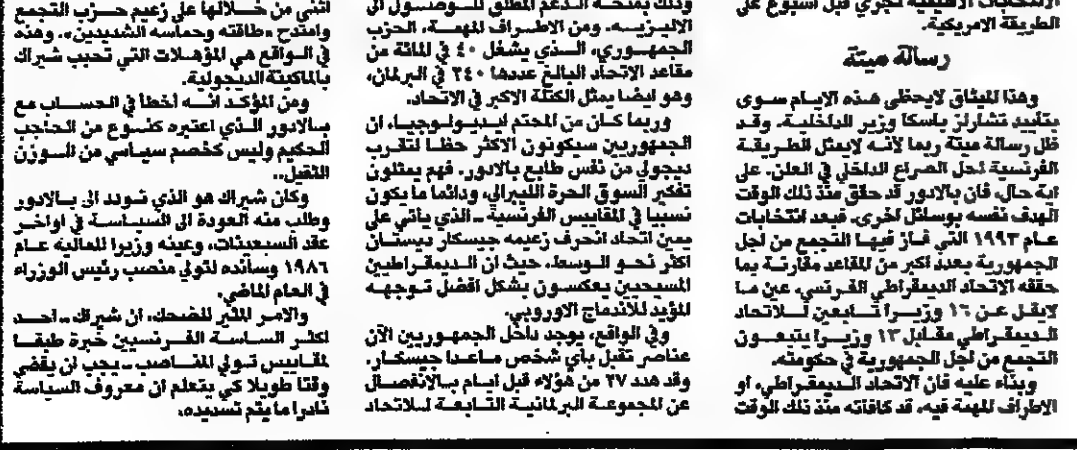 الانتخابات الاقليمية تجري قبل اسبوع على
الطريقة الامريكية.
رسالة ميتة
وهذا الميثاق لايحظى هذه الايام سوى
بتأييد تشارلز باسكا وزير الداخلية. وقد
ظل رسالة ميتة ربما لأنه لايمثل الطريقة
الفرنسية لحل الصراع الداخلي في العلن. على
اية حال، فان بالادور قد حقق منذ ذلك الوقت
الهدف نفسه بوسائل اخرى. فبعد انتخابات
عام ١٩٩٣ التي فاز فيها التجمع من اجل
الجمهورية بعدد اكبر من المقاعد مقارنة بما
حققه الاتحاد الديمقراطي الفرنسي، عين ما
لايقل عن ١٦ وزيرا تابعين للاتحاد
الديمقراطي مقابل ١٣ وزيرا يتبعون
التجمع من اجل الجمهورية في حكومته.
وبناء عليه فان الاتحاد الديمقراطي، او
الاطراف المهمة فيه، قد كافأته منذ ذلك الوقت
وذلك بمنحه الدعم المطلق للوصول الى
الاليزيه. ومن الاطراف المهمة، الحزب
الجمهوري، الذي يشغل ٤٠ في المائة من
مقاعد الاتحاد البالغ عددها ٢٤٠ في البرلمان،
وهو ايضا يمثل الكتلة الاكبر في الاتحاد.
وربما كان من المحتم ايديولوجيا، ان
الجمهوريين سيكونون الاكثر حظا لتقرب
ديجولي من نفس طابع بالادور. فهم يمثلون
تفكير السوق الحرة الليبرالي، ودائما ما يكون
نسبيا في المقاييس الفرنسية ـ الذي ياتي على
يمين اتحاد انحرف زعيمه جيسكار ديستان
اكثر نحو الوسط، حيث ان الديمقراطيين
المسيحيين يعكسون بشكل افضل توجهه
المؤيد للاندماج الاوروبي.
وفي الواقع، يوجد داخل الجمهوريين الآن
عناصر تقبل بأي شخص ماعدا جيسكار.
وقد هدد ٢٧ من هؤلاء قبل ايام بالانفصال
عن المجموعة البرلمانية التابعة للاتحاد
اثنى من خلالها على زعيم حزب التجمع
وامتدح «طاقته وحماسه الشديدين». وهذه
في الواقع هي المؤهلات التي تحبب شيراك
بالماكينة الديجولية.
ومن المؤكد انه أخطأ في الحساب مع
بالادور الذي اعتبره كنوع من الحاجب
الحكيم وليس كخصم سياسي من الوزن
الثقيل..
وكان شيراك هو الذي تودد الى بالادور
وطلب منه العودة الى السياسة في اواخر
عقد السبعينات، وعينه وزيرا للمالية عام
١٩٨٦ وسانده لتولي منصب رئيس الوزراء
في العام الماضي.
والامر المثير للضحك، ان شيراك ـ احد
اكثر الساسة الفرنسيين خبرة طبقا
لمقاييس تولي المناصب ـ يجب ان يقضي
وقتا طويلا كي يتعلم ان معروف السياسة
نادرا ما يتم تسديده.